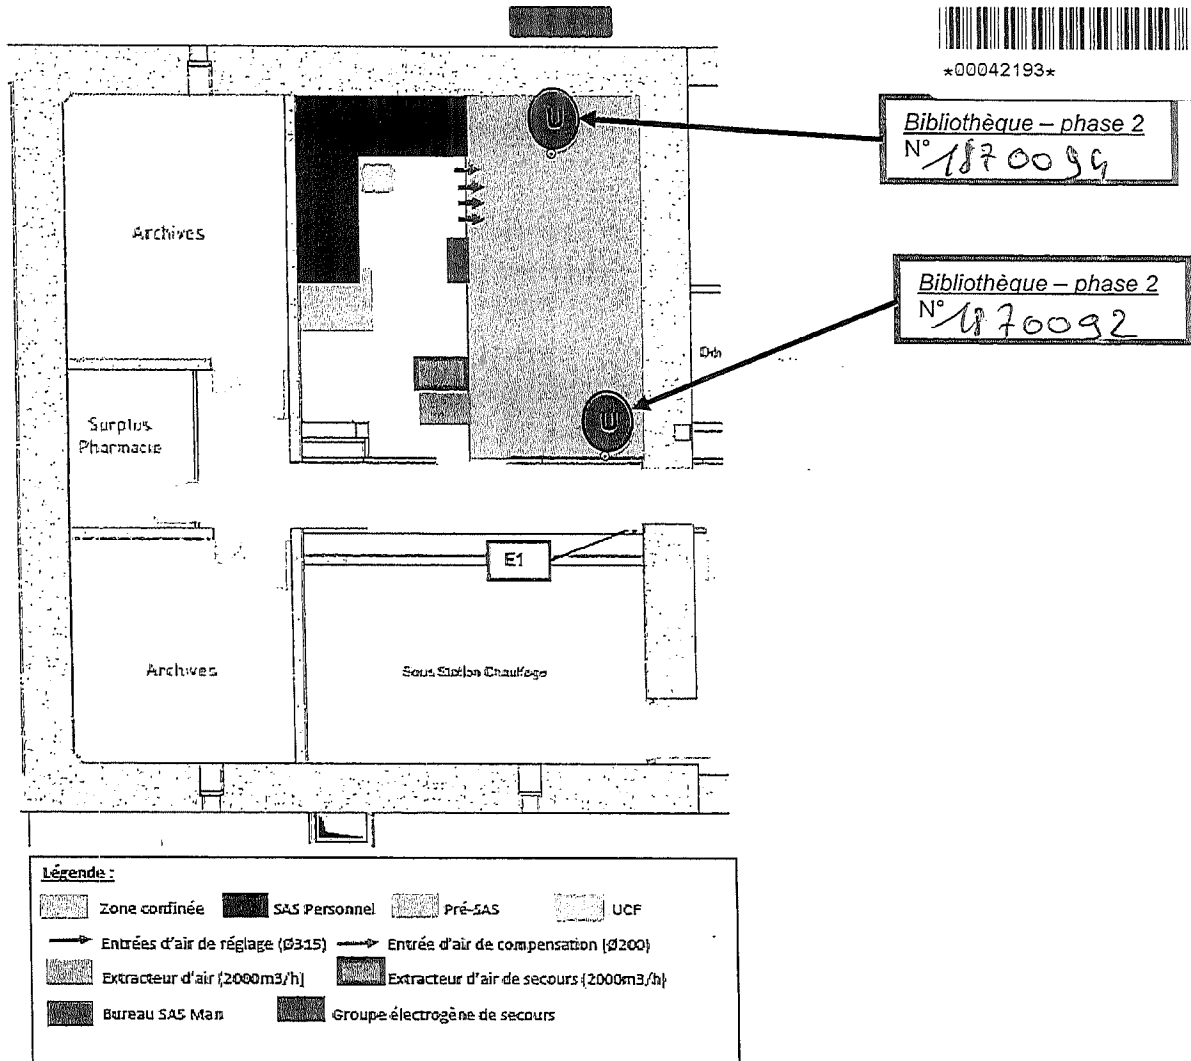 *00042193*
Bibliothèque – phase 2
N° 1870094
U
Archives
Bibliothèque – phase 2
N° 1870092
Surplus
Pharmacie
U
E1
Archives
Sous Station Chauffage
Légende :
Zone confinée SAS Personnel Pré-SAS UCF
Entrées d'air de réglage (Ø315) Entrée d'air de compensation (Ø200)
Extracteur d'air (2000m3/h) Extracteur d'air de secours (2000m3/h)
Bureau SAS Man Groupe électrogène de secours